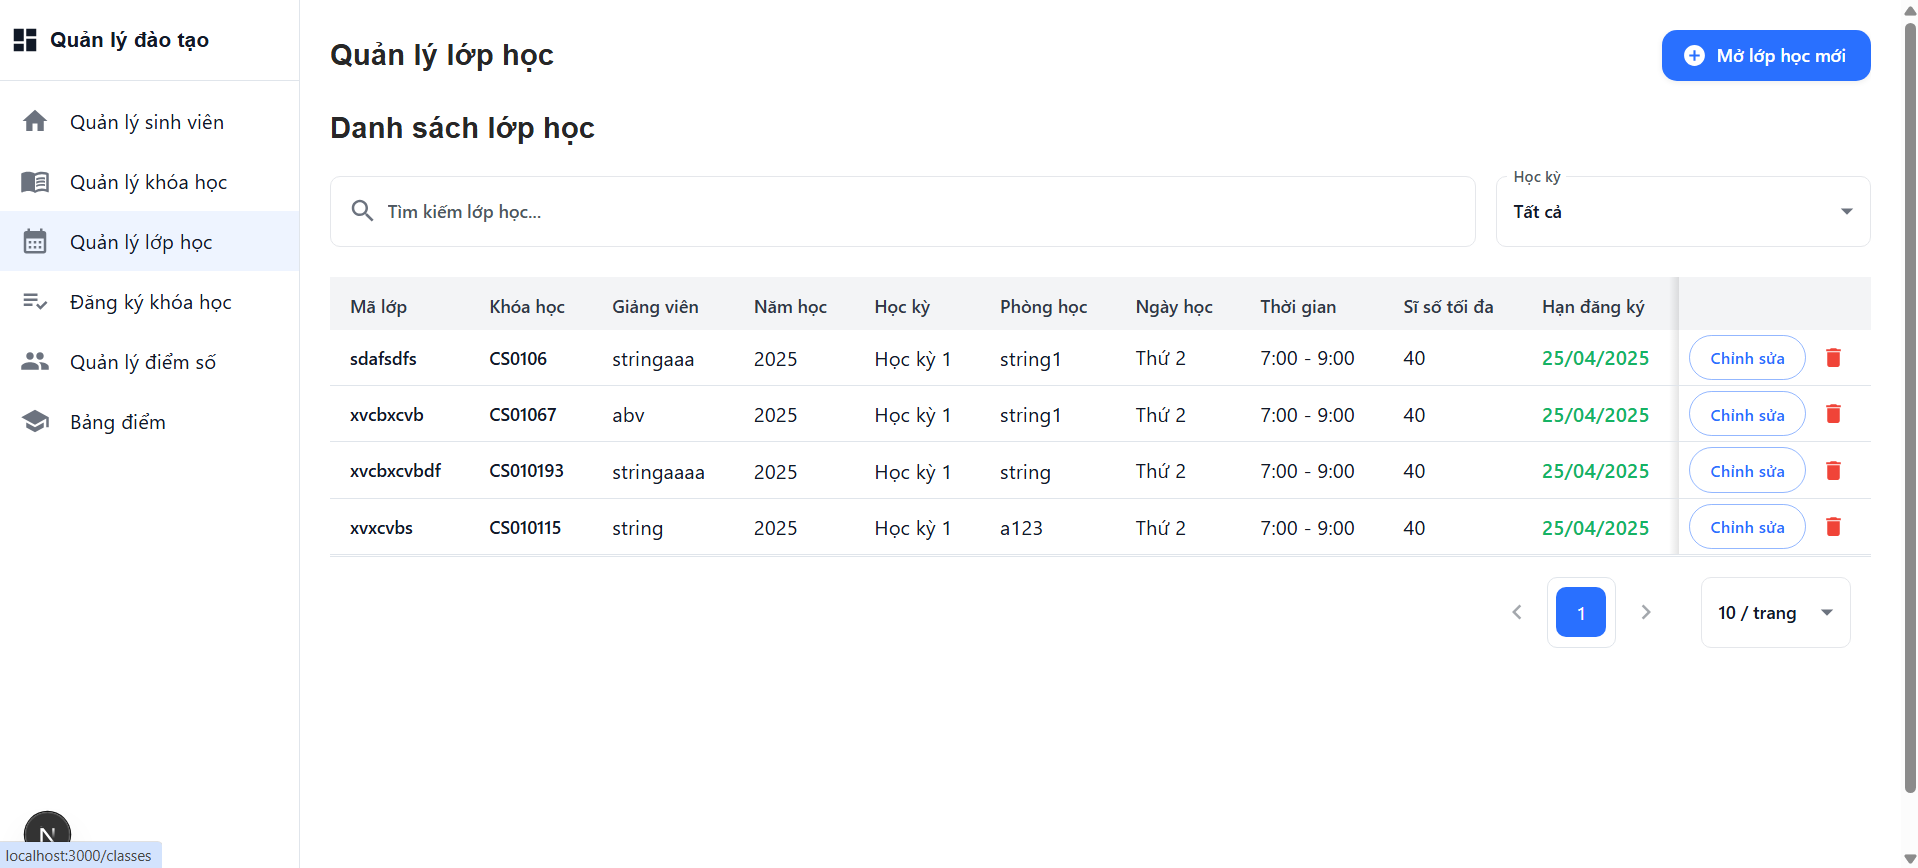 Quản lý đào tạo
Quản lý sinh viên
Quản lý khóa học
Quản lý lớp học
Đăng ký khóa học
Quản lý điểm số
Bảng điểm
N
localhost:3000/classes
Quản lý lớp học
Mở lớp học mới
Danh sách lớp học
Tìm kiếm lớp học...
Học kỳ
Tất cả
Mã lớp Khóa học Giảng viên Năm học Học kỳ Phòng học Ngày học Thời gian Sĩ số tối đa Hạn đăng ký
sdafsdfs CS0106 stringaaa 2025 Học kỳ 1 string1 Thứ 2 7:00 - 9:00 40 25/04/2025 Chỉnh sửa
xvcbxcvb CS01067 abv 2025 Học kỳ 1 string1 Thứ 2 7:00 - 9:00 40 25/04/2025 Chỉnh sửa
xvcbxcvbdf CS010193 stringaaaa 2025 Học kỳ 1 string Thứ 2 7:00 - 9:00 40 25/04/2025 Chỉnh sửa
xvxcvbs CS010115 string 2025 Học kỳ 1 a123 Thứ 2 7:00 - 9:00 40 25/04/2025 Chỉnh sửa
1
10 / trang